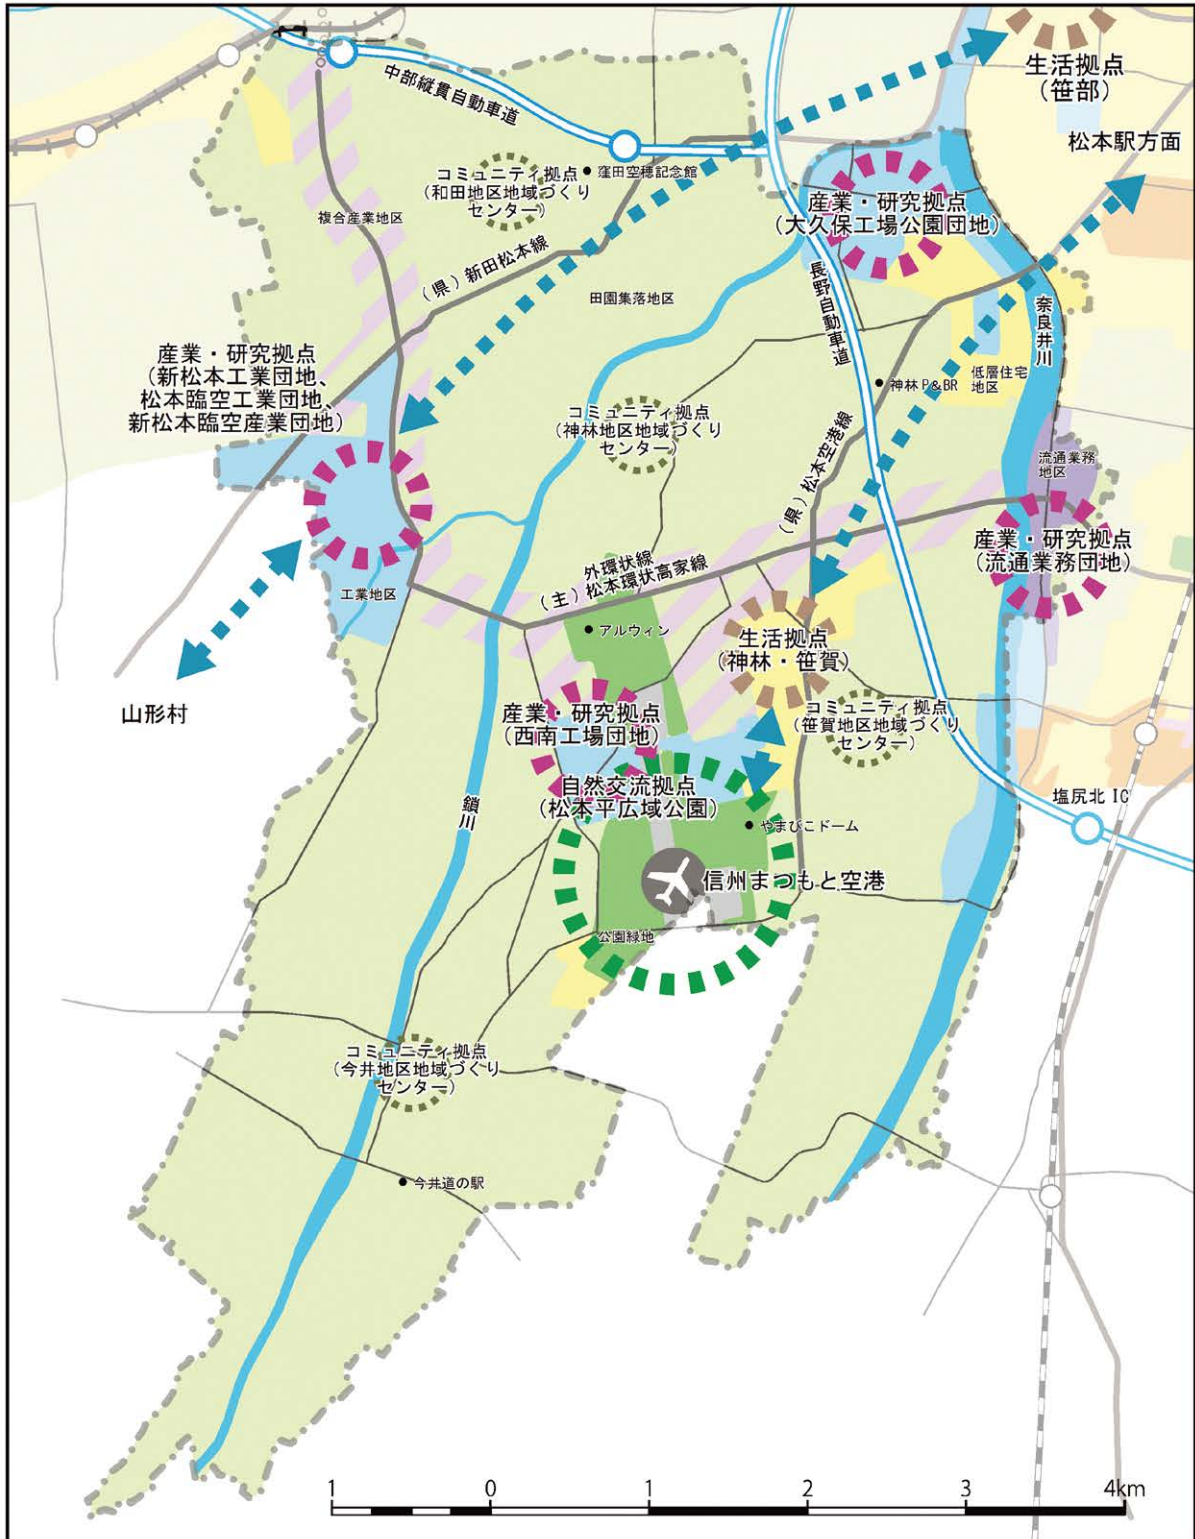 生活拠点
(笹部)
中部縦貫自動車道
松本駅方面
コミュニティ拠点
(和田地区地域づくり
センター)
窪田空穂記念館
産業・研究拠点
(大久保工場公園団地)
複合産業地区
(県)新田松本線
田園集落地区
長野自動車道
奈良井川
産業・研究拠点
(新松本工業団地、
松本臨空工業団地、
新松本臨空産業団地)
神林P&BR
低層住宅
地区
コミュニティ拠点
(神林地区地域づくり
センター)
(県)松本空港線
流通業務
地区
産業・研究拠点
(流通業務団地)
外環状線
(主)松本環状高家線
工業地区
アルウィン
生活拠点
(神林・笹賀)
山形村
産業・研究拠点
(西南工場団地)
コミュニティ拠点
(笹賀地区地域づくり
センター)
自然交流拠点
(松本平広域公園)
塩尻北IC
鎖川
やまびこドーム
信州まつもと空港
公園緑地
コミュニティ拠点
(今井地区地域づくり
センター)
今井道の駅
1 0 1 2 3 4km